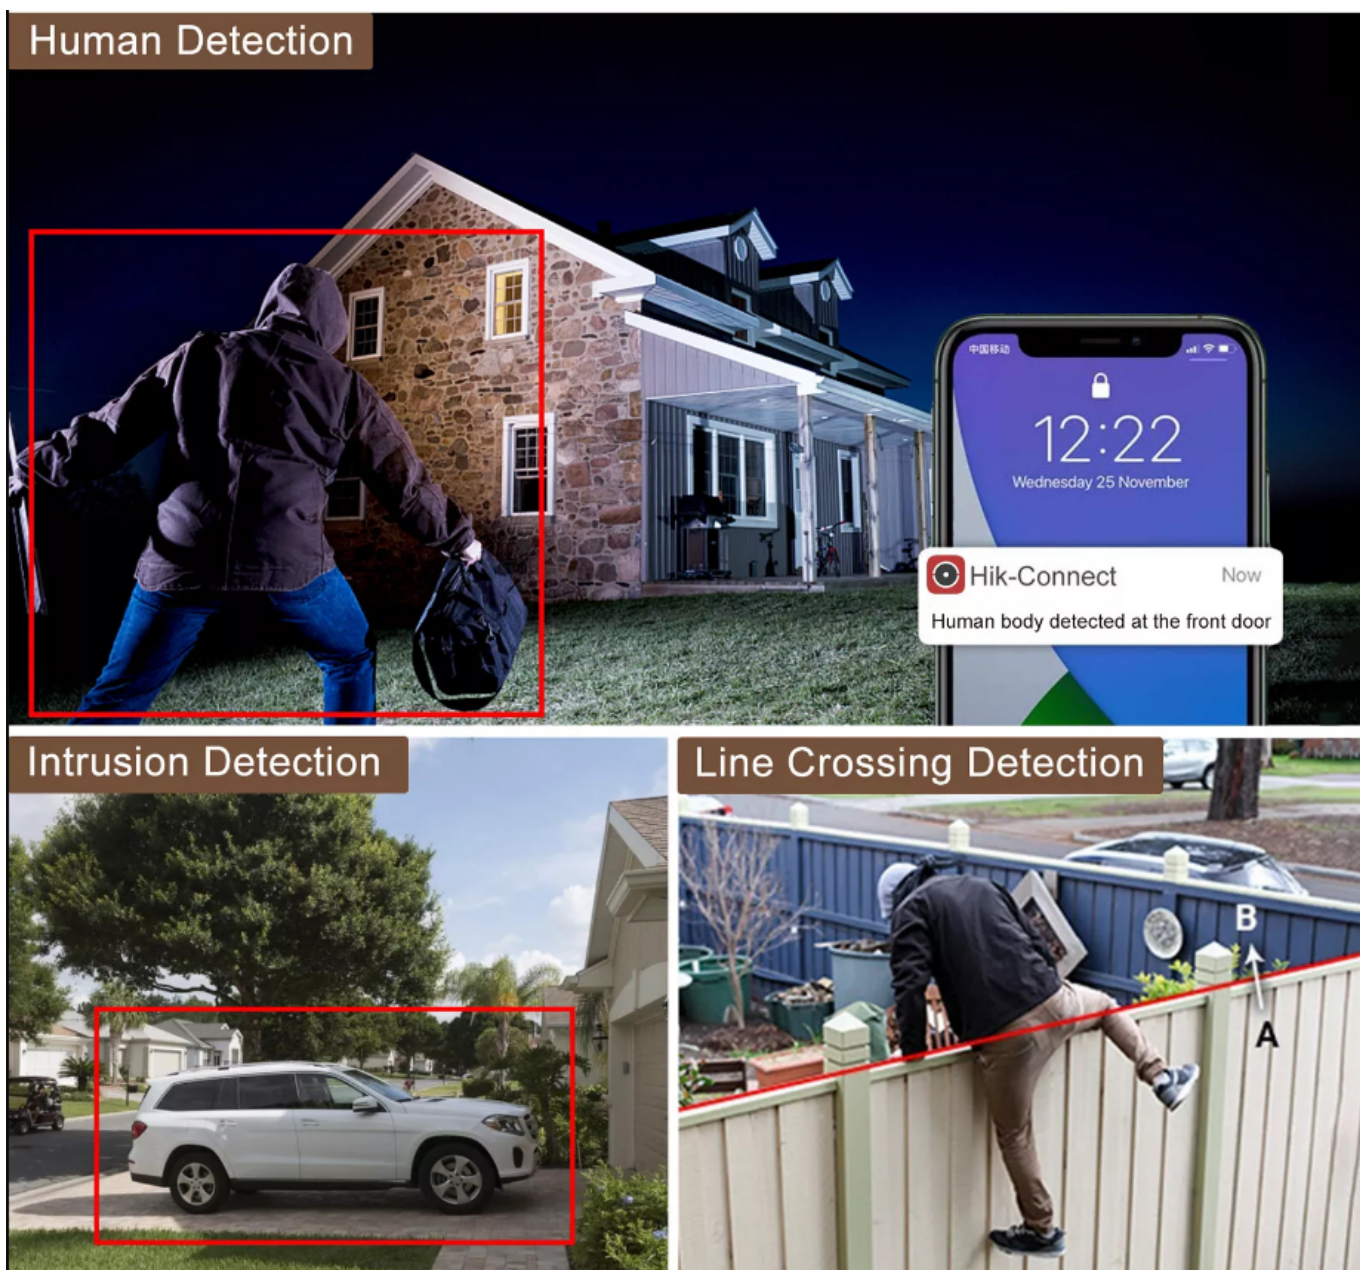 Human Detection
中国移动
12:22
Wednesday 25 November
Hik-Connect
Now
Human body detected at the front door
Intrusion Detection
Line Crossing Detection
B
A